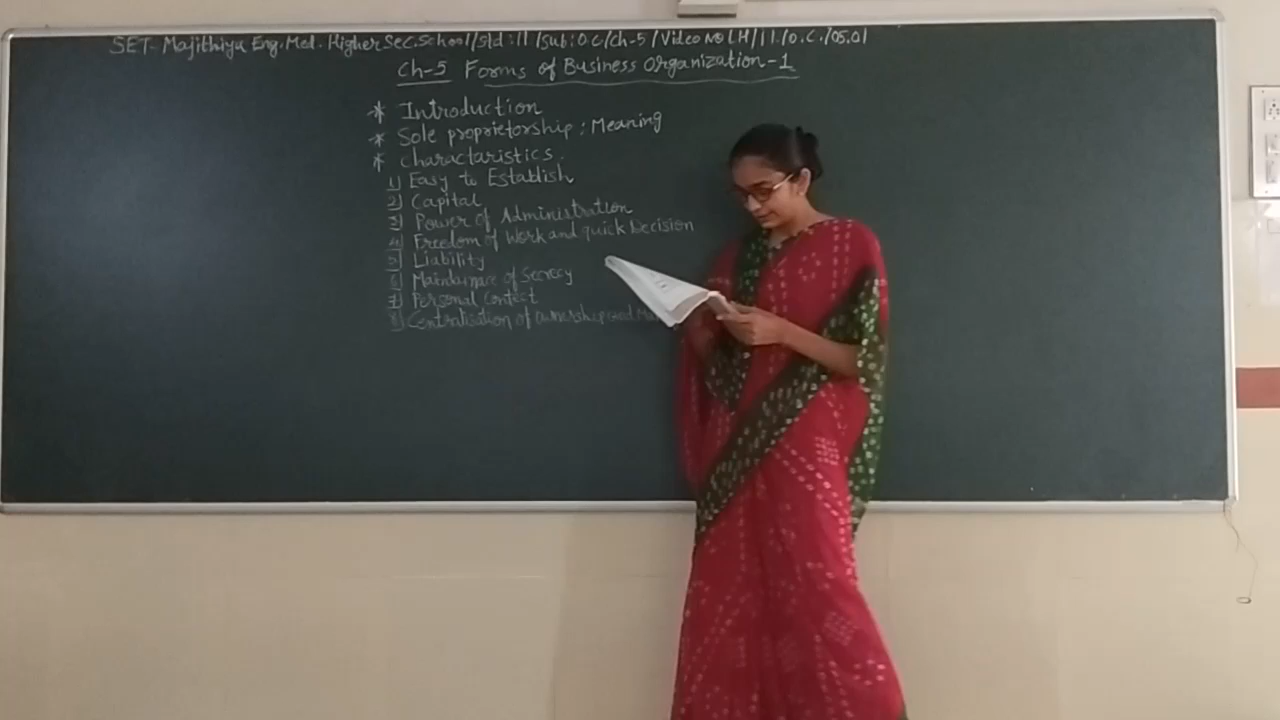 SET- Majithiya Eng. Med. Higher Sec. School/std:11/sub:O.C/ch-5/Video No LH/11/O.C./05.01
Ch-5 Forms of Business Organization-1
* Introduction
* Sole proprietorship: Meaning
* charactaristics.
1) Easy to Establish
2) Capital
3) Power of Administration
4) Freedom of Work and quick Decision
5) Liability
6) Maintenance of Secrecy
7) Personal Contect
8) Centralisation of ownership and